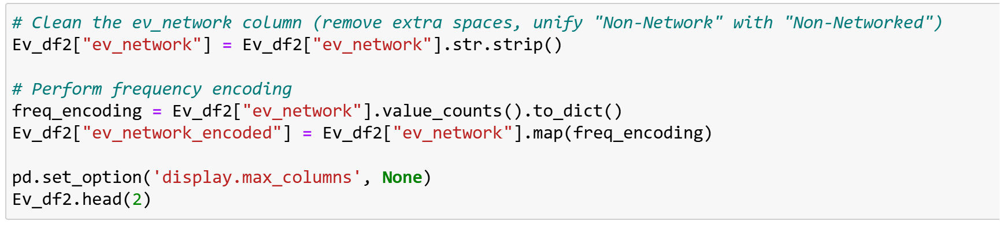 # Clean the ev_network column (remove extra spaces, unify "Non-Network" with "Non-Networked")
Ev_df2["ev_network"] = Ev_df2["ev_network"].str.strip()
# Perform frequency encoding
freq_encoding = Ev_df2["ev_network"].value_counts().to_dict()
Ev_df2["ev_network_encoded"] = Ev_df2["ev_network"].map(freq_encoding)
pd.set_option('display.max_columns', None)
Ev_df2.head(2)